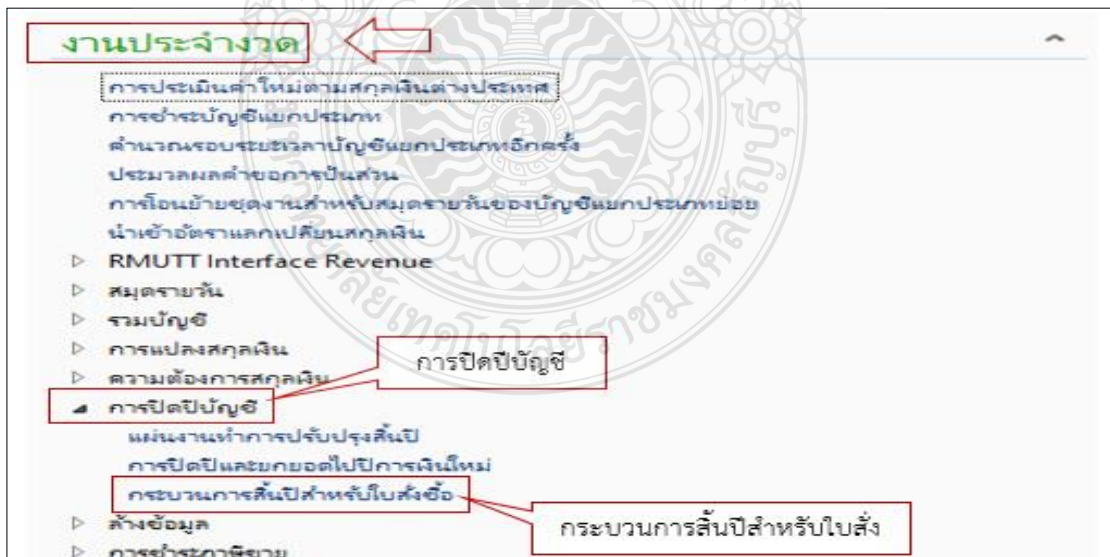 งานประจำงวด
การประเมินค่าใหม่ตามสกุลเงินต่างประเทศ
การชำระบัญชีแยกประเภท
คำนวณรอบระยะเวลาบัญชีแยกประเภทอีกครั้ง
ประมวลผลคำขอการปันส่วน
การโอนย้ายชุดงานสำหรับสมุดรายวันของบัญชีแยกประเภทย่อย
นำเข้าอัตราแลกเปลี่ยนสกุลเงิน
RMUTT Interface Revenue
สมุดรายวัน
รวมบัญชี
การแปลงสกุลเงิน
การปิดปีบัญชี
ความต้องการสกุลเงิน
การปิดปีบัญชี
แผ่นงานทำการปรับปรุงสิ้นปี
การปิดปีและยกยอดไปปีการเงินใหม่
กระบวนการสิ้นปีสำหรับใบสั่งซื้อ
ล้างข้อมูล
กระบวนการสิ้นปีสำหรับใบสั่ง
การชำระภาษีขาย